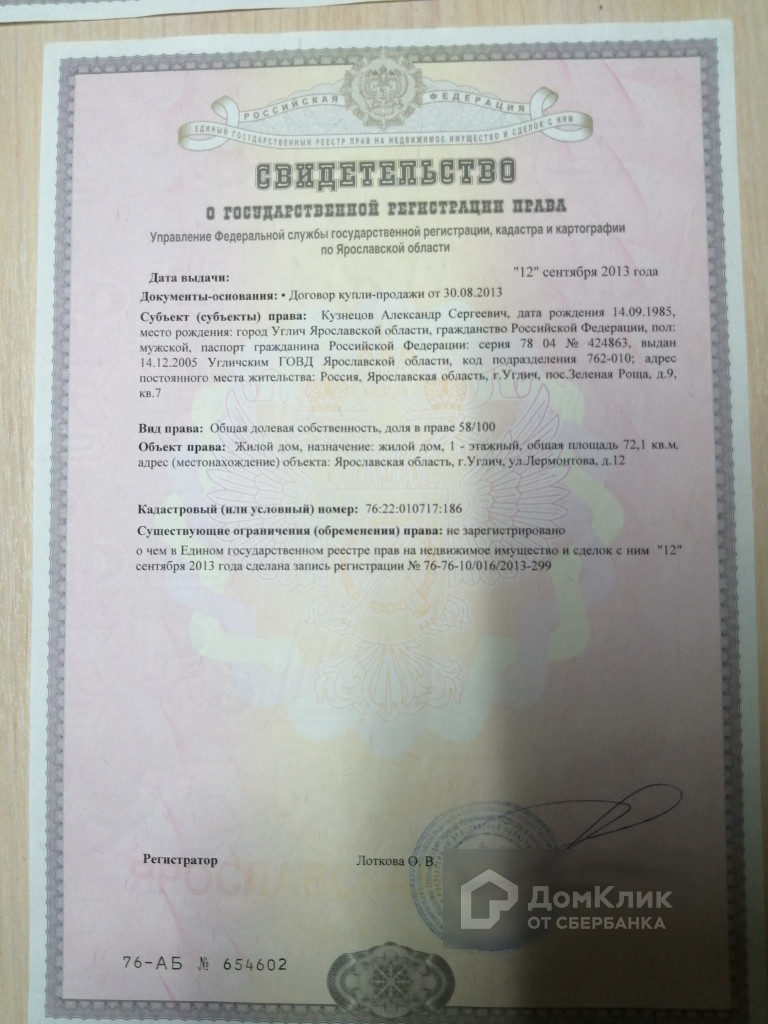 РОССИЙСКАЯ ФЕДЕРАЦИЯ
ЕДИНЫЙ ГОСУДАРСТВЕННЫЙ РЕЕСТР ПРАВ НА НЕДВИЖИМОЕ ИМУЩЕСТВО И СДЕЛОК С НИМ
СВИДЕТЕЛЬСТВО
О ГОСУДАРСТВЕННОЙ РЕГИСТРАЦИИ ПРАВА
Управление Федеральной службы государственной регистрации, кадастра и картографии
по Ярославской области
Дата выдачи: "12" сентября 2013 года
Документы-основания: • Договор купли-продажи от 30.08.2013
Субъект (субъекты) права: Кузнецов Александр Сергеевич, дата рождения 14.09.1985,
место рождения: город Углич Ярославской области, гражданство Российской Федерации, пол:
мужской, паспорт гражданина Российской Федерации: серия 78 04 № 424863, выдан
14.12.2005 Угличским ГОВД Ярославской области, код подразделения 762-010; адрес
постоянного места жительства: Россия, Ярославская область, г.Углич, пос.Зеленая Роща, д.9,
кв.7
Вид права: Общая долевая собственность, доля в праве 58/100
Объект права: Жилой дом, назначение: жилой дом, 1 - этажный, общая площадь 72,1 кв.м,
адрес (местонахождение) объекта: Ярославская область, г.Углич, ул.Лермонтова, д.12
Кадастровый (или условный) номер: 76:22:010717:186
Существующие ограничения (обременения) права: не зарегистрировано
о чем в Едином государственном реестре прав на недвижимое имущество и сделок с ним "12"
сентября 2013 года сделана запись регистрации № 76-76-10/016/2013-299
Регистратор Лоткова О. В.
ДомКлик
ОТ СБЕРБАНКА
76-АБ № 654602